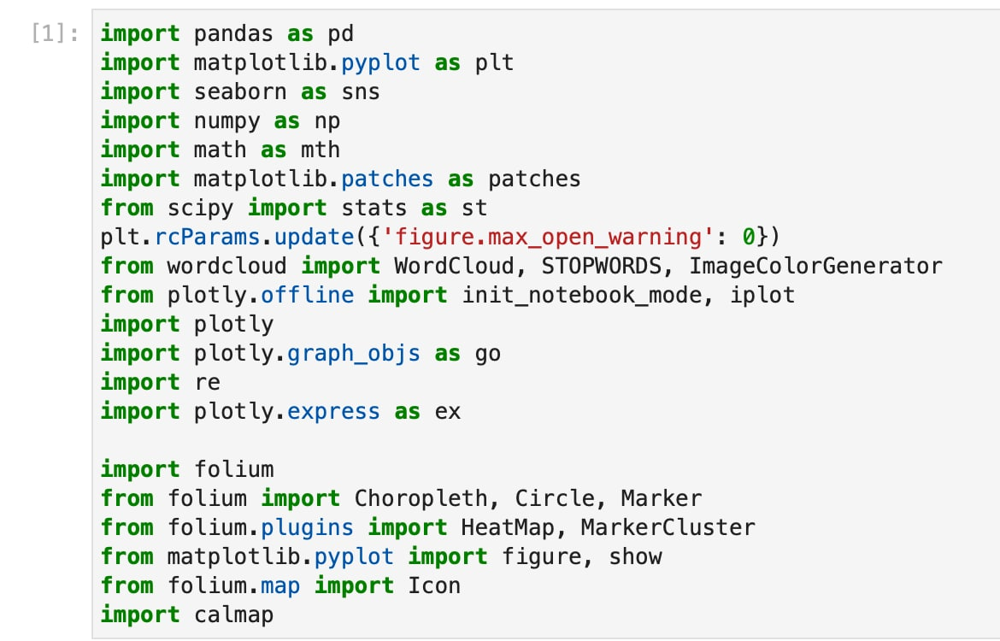 [1]: import pandas as pd
import matplotlib.pyplot as plt
import seaborn as sns
import numpy as np
import math as mth
import matplotlib.patches as patches
from scipy import stats as st
plt.rcParams.update({'figure.max_open_warning': 0})
from wordcloud import WordCloud, STOPWORDS, ImageColorGenerator
from plotly.offline import init_notebook_mode, iplot
import plotly
import plotly.graph_objs as go
import re
import plotly.express as ex
import folium
from folium import Choropleth, Circle, Marker
from folium.plugins import HeatMap, MarkerCluster
from matplotlib.pyplot import figure, show
from folium.map import Icon
import calmap